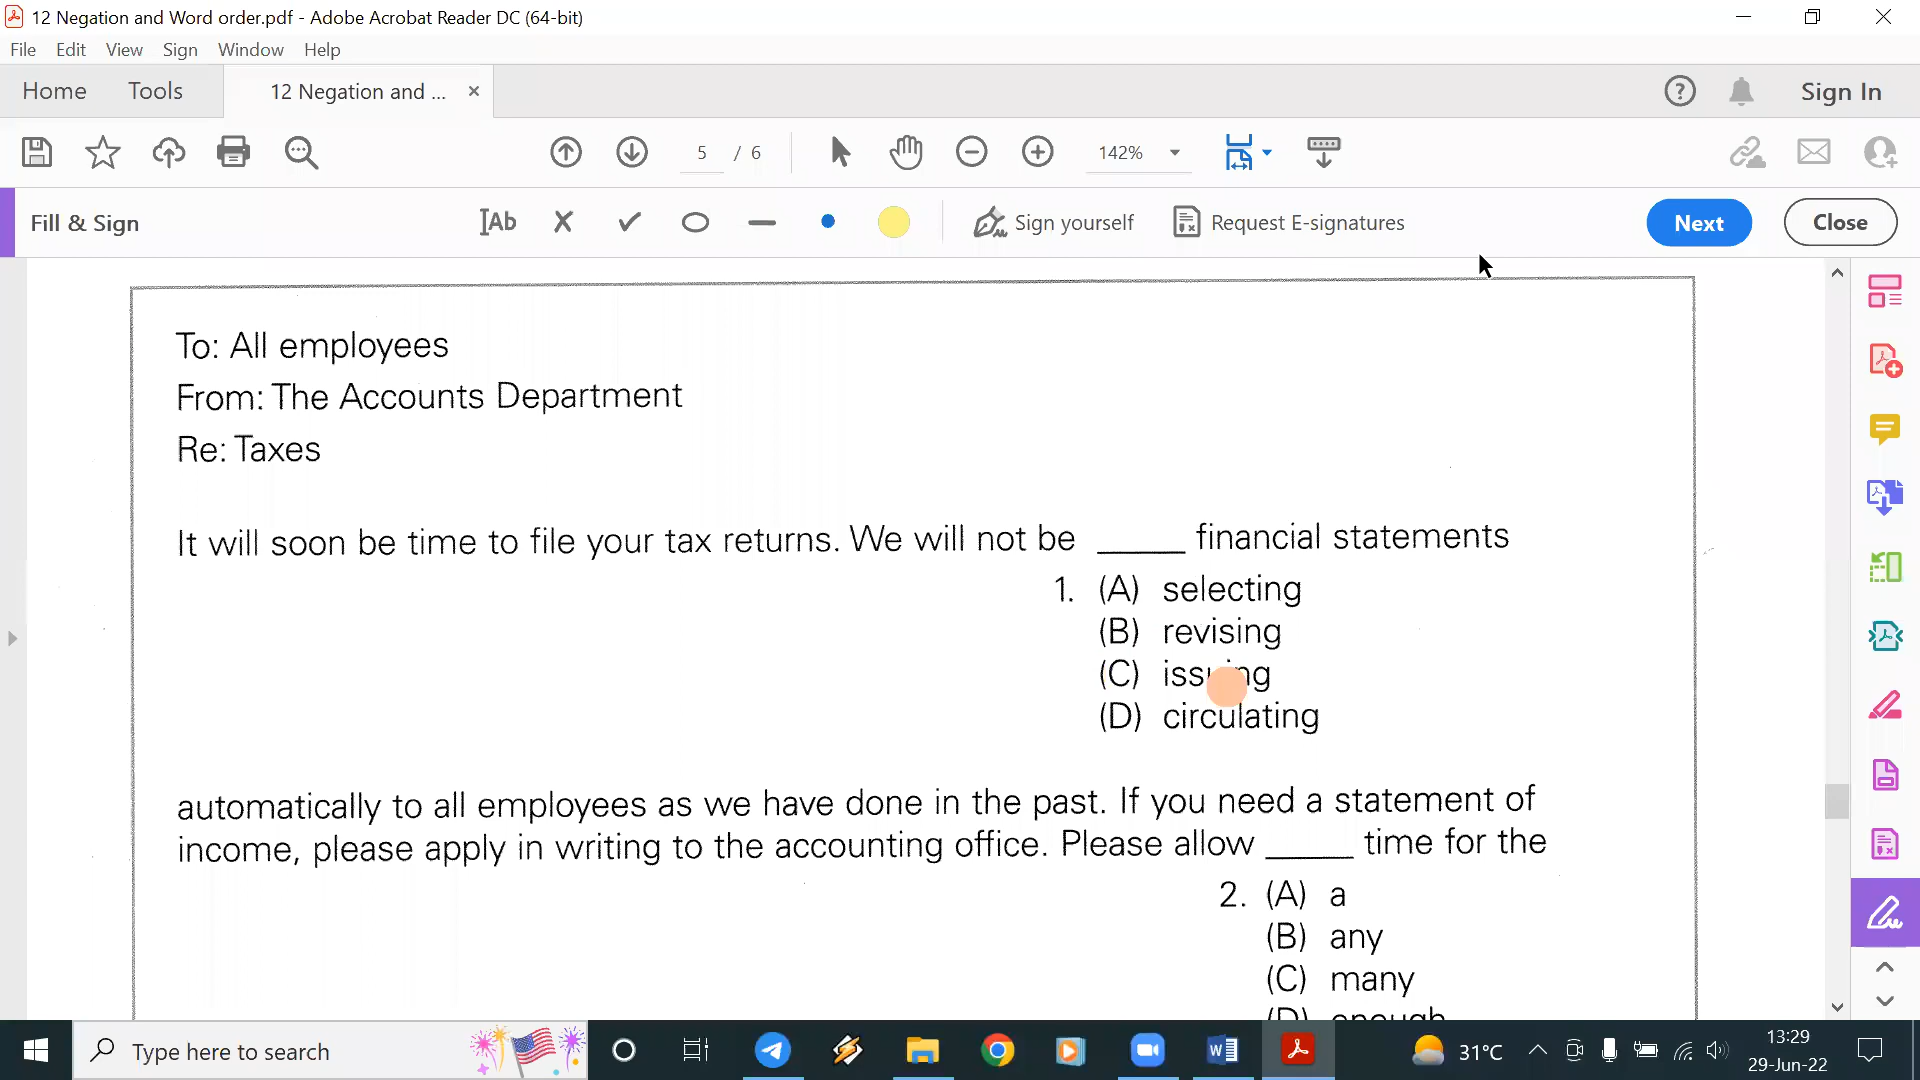 12 Negation and Word order.pdf - Adobe Acrobat Reader DC (64-bit)
File Edit View Sign Window Help
Home Tools 12 Negation and ... × Sign In
5 / 6 142%
Fill & Sign Ab Sign yourself Request E-signatures Next Close
To: All employees
From: The Accounts Department
Re: Taxes
It will soon be time to file your tax returns. We will not be _____ financial statements
1. (A) selecting
(B) revising
(C) issuing
(D) circulating
automatically to all employees as we have done in the past. If you need a statement of
income, please apply in writing to the accounting office. Please allow _____ time for the
2. (A) a
(B) any
(C) many
(D) enough
Type here to search
31°C
13:29
29-Jun-22